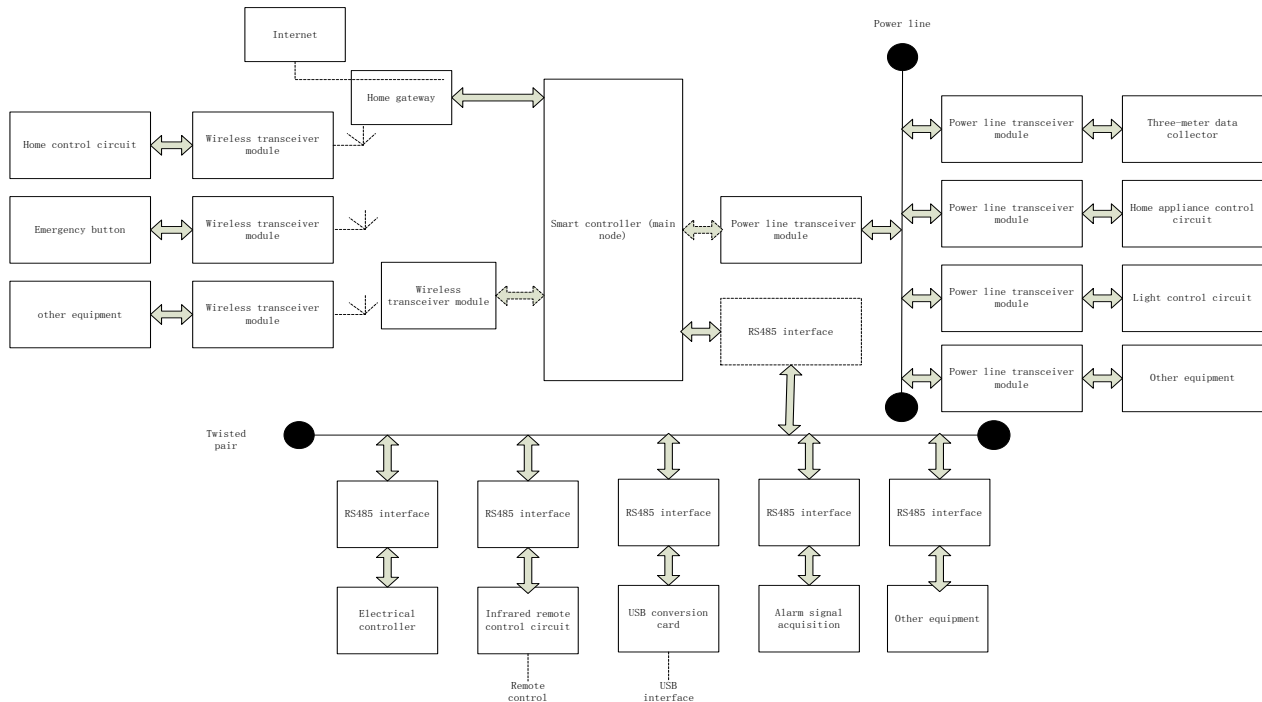 Internet
Power line
Home gateway
Home control circuit
Wireless transceiver
module
Power line transceiver
module
Three-meter data
collector
Emergency button
Wireless transceiver
module
Smart controller (main
node)
Power line transceiver
module
Power line transceiver
module
Home appliance control
circuit
other equipment
Wireless transceiver
module
Wireless
transceiver module
RS485 interface
Power line transceiver
module
Light control circuit
Power line transceiver
module
Other equipment
Twisted
pair
RS485 interface
RS485 interface
RS485 interface
RS485 interface
RS485 interface
Electrical
controller
Infrared remote
control circuit
USB conversion
card
Alarm signal
acquisition
Other equipment
Remote
control
USB
interface